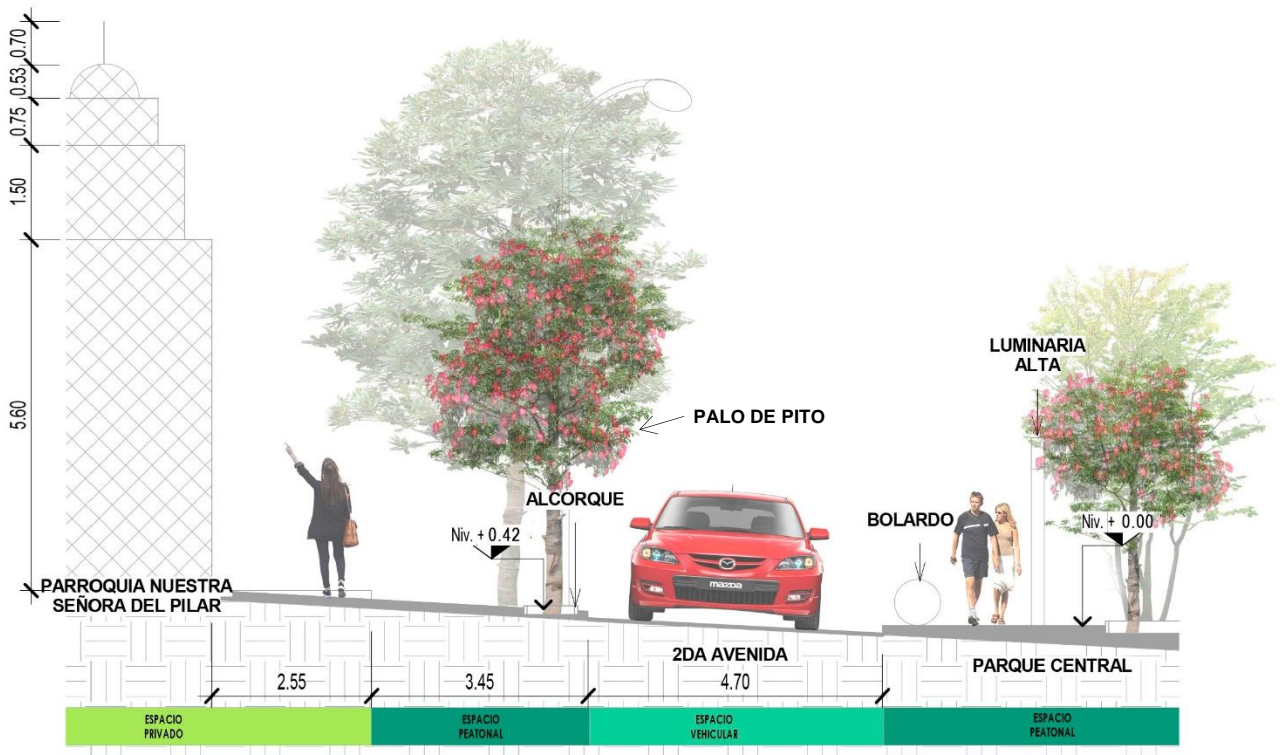 0.70
0.53
0.75
1.50
5.60
LUMINARIA
ALTA
PALO DE PITO
ALCORQUE
BOLARDO
Niv. + 0.42
Niv. + 0.00
mazda
PARROQUIA NUESTRA
SEÑORA DEL PILAR
2DA AVENIDA
PARQUE CENTRAL
2.55
3.45
4.70
ESPACIO
PRIVADO
ESPACIO
PEATONAL
ESPACIO
VEHICULAR
ESPACIO
PEATONAL